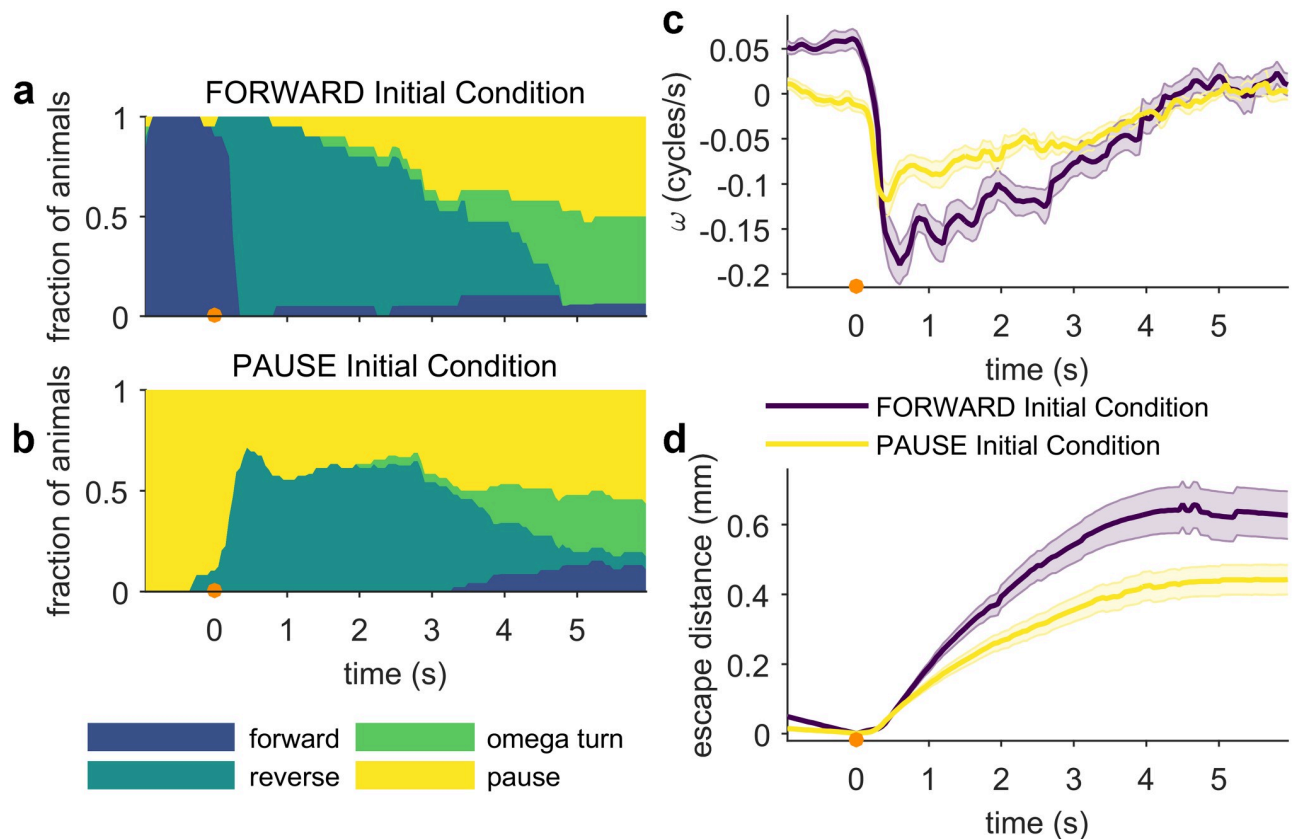 a
FORWARD Initial Condition
fraction of animals
1
0.5
0
b
PAUSE Initial Condition
fraction of animals
1
0.5
0
0 1 2 3 4 5
time (s)
forward
omega turn
reverse
pause
c
ω (cycles/s)
0.05
0
-0.05
-0.1
-0.15
-0.2
0 1 2 3 4 5
time (s)
FORWARD Initial Condition
PAUSE Initial Condition
d
escape distance (mm)
0.6
0.4
0.2
0
0 1 2 3 4 5
time (s)